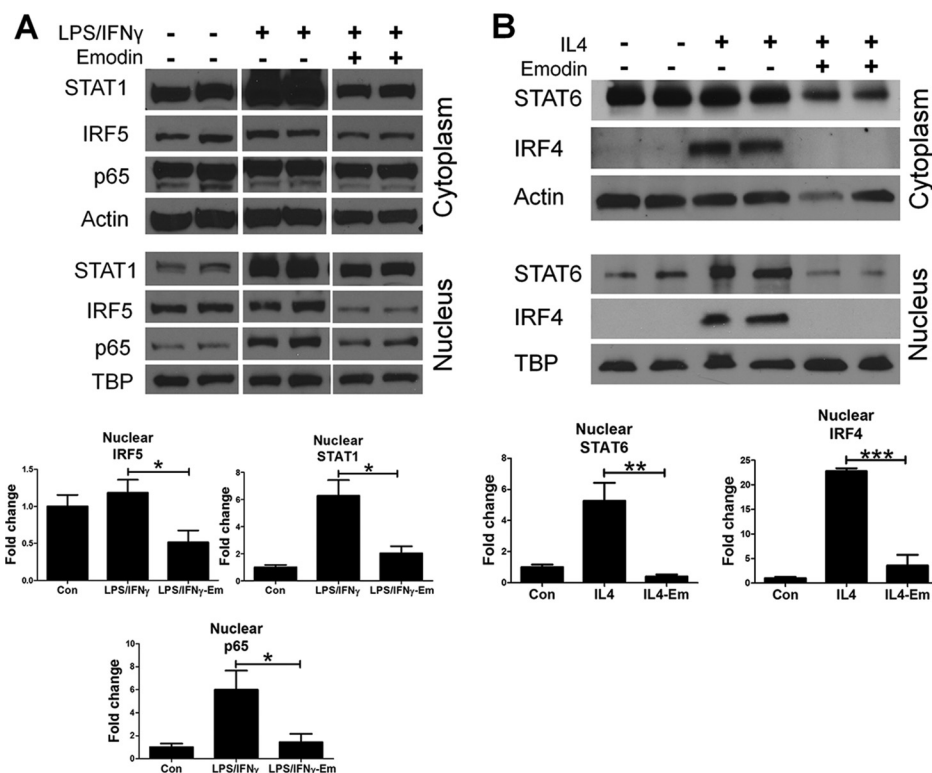 A
LPS/IFNγ - - + + + +
Emodin - - - - + +
STAT1
IRF5
p65
Actin
Cytoplasm
STAT1
IRF5
p65
TBP
Nucleus
B
IL4 - - + + + +
Emodin - - - - + +
STAT6
IRF4
Actin
Cytoplasm
STAT6
IRF4
TBP
Nucleus
Nuclear
IRF5
*
Fold change
1.5
1.0
0.5
0.0
Con LPS/IFNγ LPS/IFNγ-Em
Nuclear
STAT1
*
Fold change
8
6
4
2
0
Con LPS/IFNγ LPS/IFNγ-Em
Nuclear
p65
*
Fold change
10
8
6
4
2
0
Con LPS/IFNγ LPS/IFNγ-Em
Nuclear
STAT6
**
Fold change
8
6
4
2
0
Con IL4 IL4-Em
Nuclear
IRF4
***
Fold change
25
20
15
10
5
0
Con IL4 IL4-Em